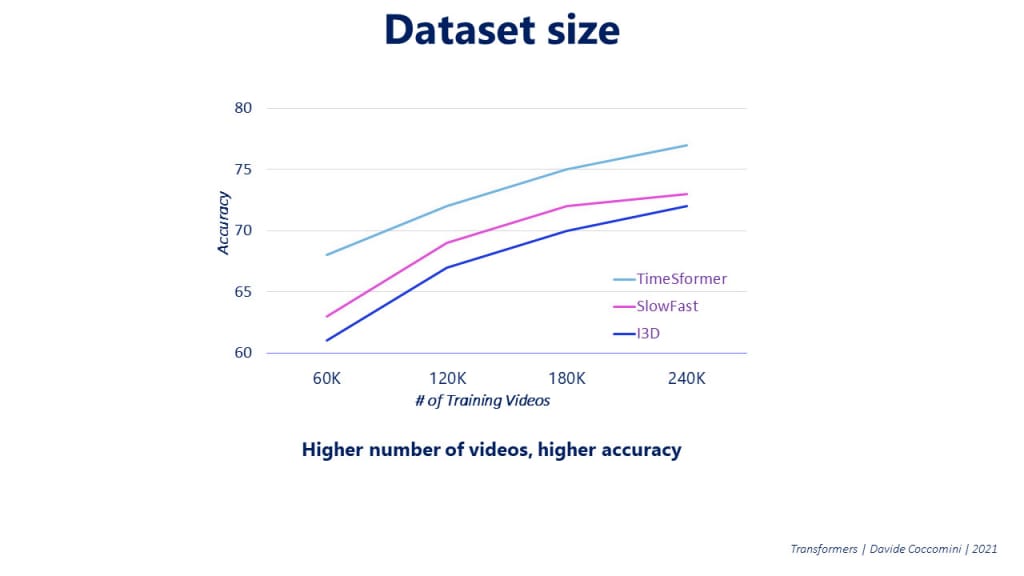 Dataset size
80
75
70
65
60
Accuracy
TimeSformer
SlowFast
I3D
60K 120K 180K 240K
# of Training Videos
Higher number of videos, higher accuracy
Transformers | Davide Coccomini | 2021